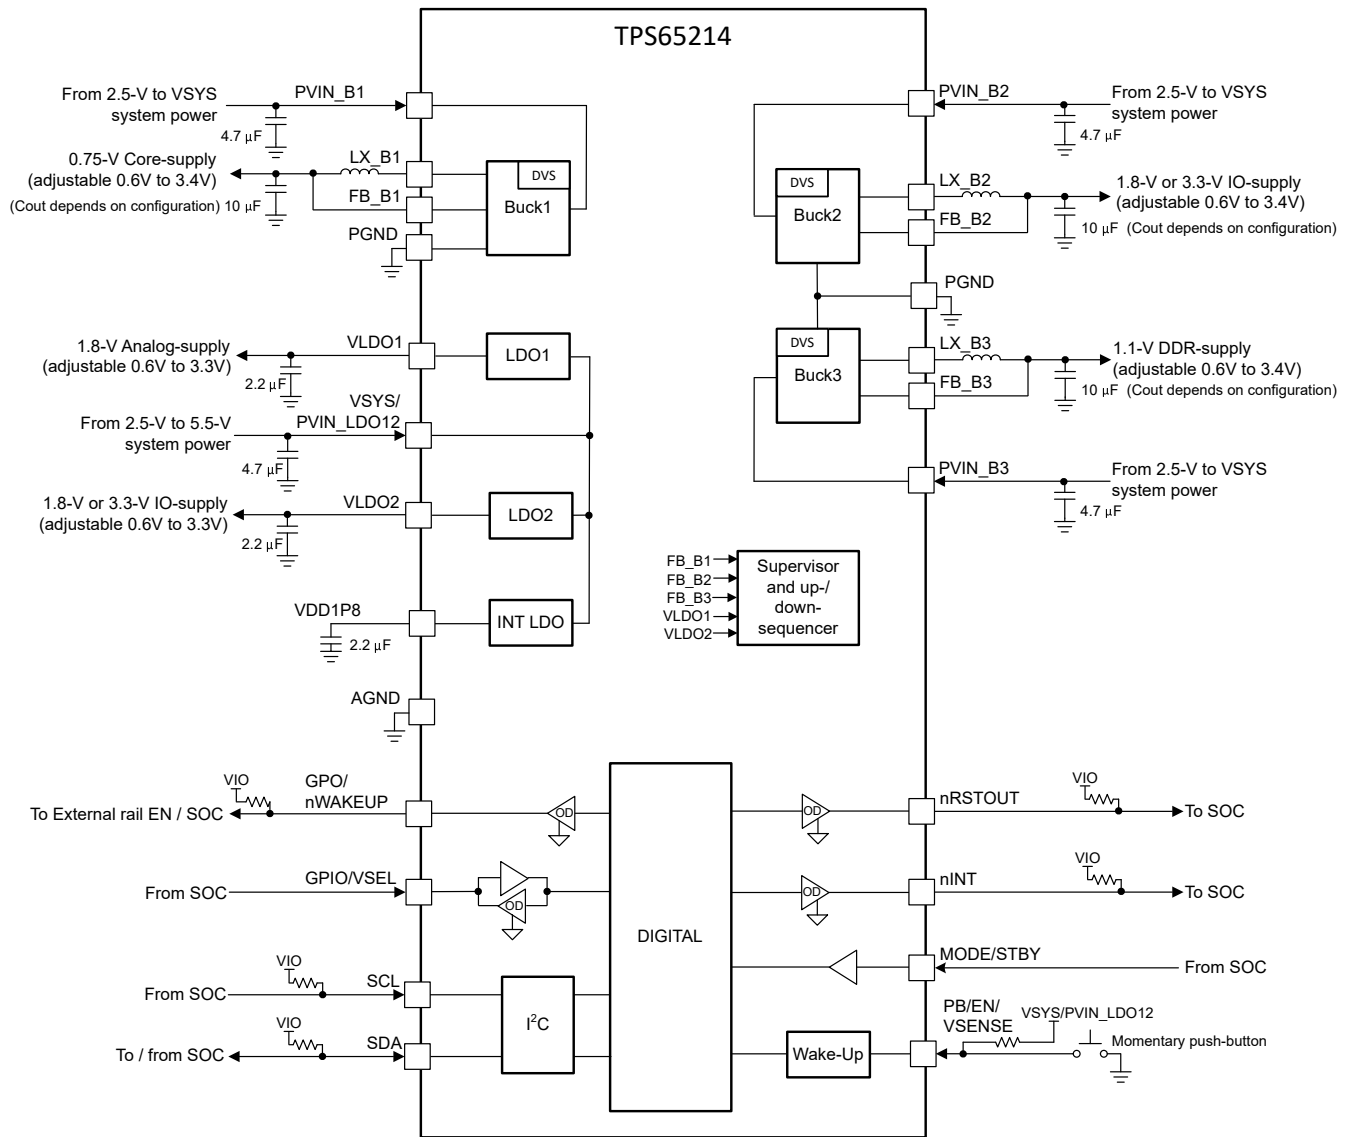 TPS65214
From 2.5-V to VSYS
system power
PVIN_B1
4.7 μF
0.75-V Core-supply
(adjustable 0.6V to 3.4V)
(Cout depends on configuration) 10 μF
LX_B1
FB_B1
PGND
DVS
Buck1
PVIN_B2
From 2.5-V to VSYS
system power
4.7 μF
DVS
Buck2
LX_B2
FB_B2
1.8-V or 3.3-V IO-supply
(adjustable 0.6V to 3.4V)
10 μF (Cout depends on configuration)
PGND
DVS
Buck3
LX_B3
FB_B3
1.1-V DDR-supply
(adjustable 0.6V to 3.4V)
10 μF (Cout depends on configuration)
PVIN_B3
From 2.5-V to VSYS
system power
4.7 μF
1.8-V Analog-supply
(adjustable 0.6V to 3.3V)
VLDO1
2.2 μF
LDO1
From 2.5-V to 5.5-V
system power
VSYS/
PVIN_LDO12
4.7 μF
1.8-V or 3.3-V IO-supply
(adjustable 0.6V to 3.3V)
VLDO2
2.2 μF
LDO2
VDD1P8
2.2 μF
INT LDO
AGND
FB_B1
FB_B2
FB_B3
VLDO1
VLDO2
Supervisor
and up-/
down-
sequencer
VIO
GPO/
nWAKEUP
To External rail EN / SOC
OD
GPIO/VSEL
From SOC
OD
VIO
SCL
From SOC
VIO
SDA
To / from SOC
I²C
DIGITAL
OD
nRSTOUT
VIO
To SOC
OD
nINT
VIO
To SOC
MODE/STBY
From SOC
Wake-Up
PB/EN/
VSENSE
VSYS/PVIN_LDO12
Momentary push-button